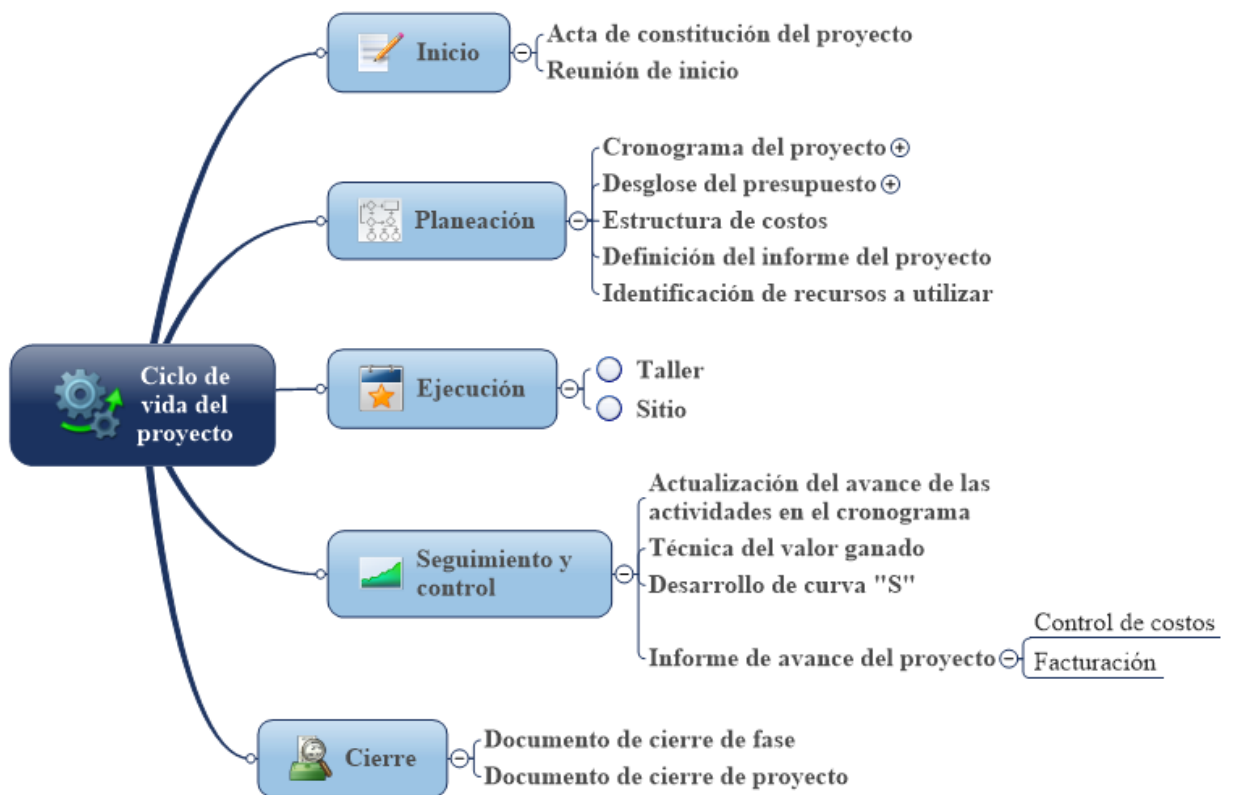 Ciclo de
vida del
proyecto
Inicio
Acta de constitución del proyecto
Reunión de inicio
Planeación
Cronograma del proyecto
Desglose del presupuesto
Estructura de costos
Definición del informe del proyecto
Identificación de recursos a utilizar
Ejecución
Taller
Sitio
Seguimiento y
control
Actualización del avance de las
actividades en el cronograma
Técnica del valor ganado
Desarrollo de curva "S"
Informe de avance del proyecto
Control de costos
Facturación
Cierre
Documento de cierre de fase
Documento de cierre de proyecto